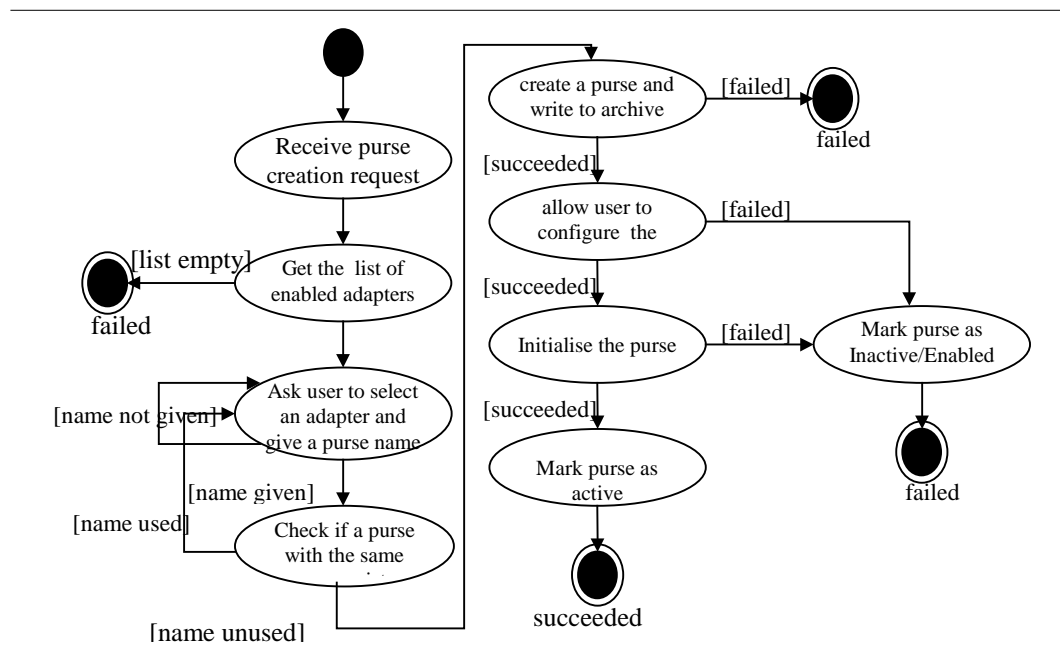 Receive purse
creation request
[list empty]
failed
Get the list of
enabled adapters
[name not given]
Ask user to select
an adapter and
give a purse name
[name given]
[name used]
Check if a purse
with the same
[name unused]
create a purse and
write to archive
[failed]
failed
[succeeded]
allow user to
configure the
[failed]
[succeeded]
Initialise the purse
[failed]
Mark purse as
Inactive/Enabled
failed
[succeeded]
Mark purse as
active
succeeded